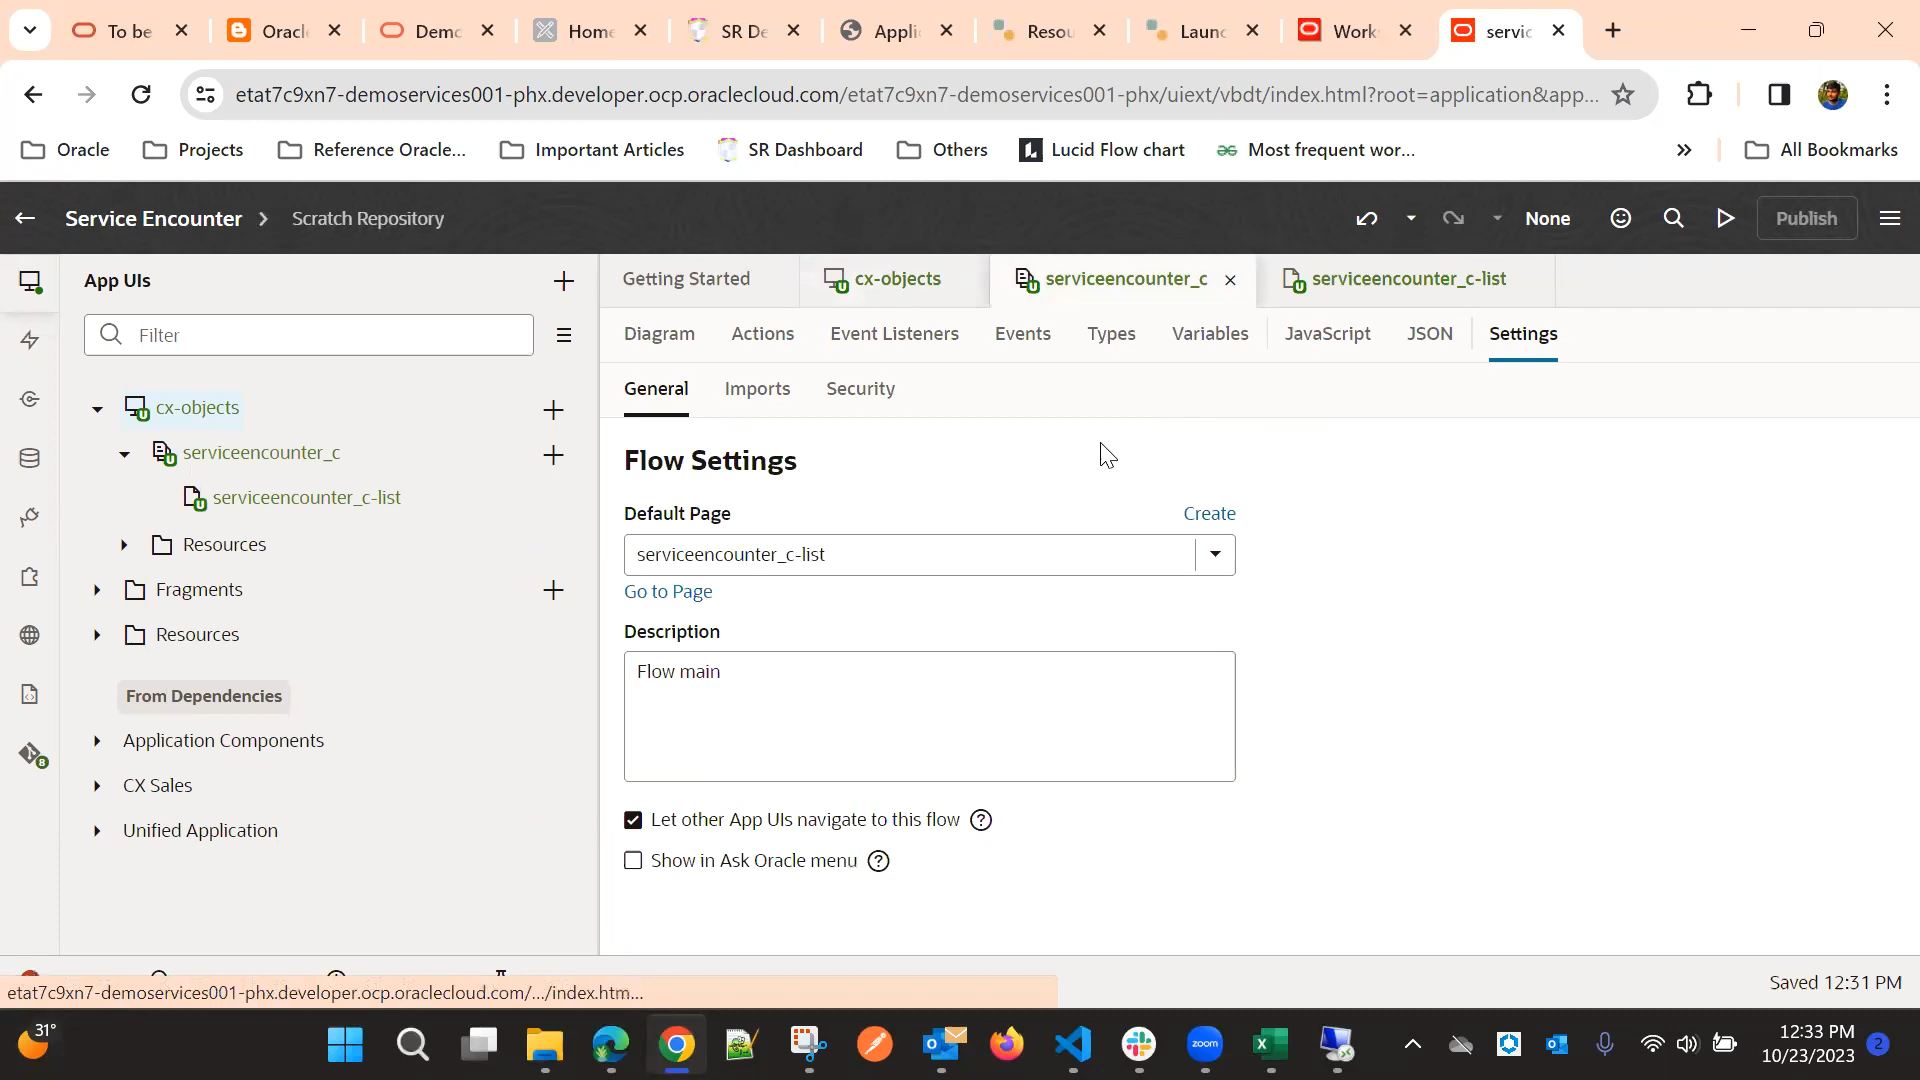 To be
Oracl
Demo
Home
SR De
Appli
Resou
Launc
Work
servic
etat7c9xn7-demoservices001-phx.developer.ocp.oraclecloud.com/etat7c9xn7-demoservices001-phx/uiext/vbdt/index.html?root=application&app...
Oracle
Projects
Reference Oracle...
Important Articles
SR Dashboard
Others
Lucid Flow chart
Most frequent wor...
All Bookmarks
Service Encounter
Scratch Repository
None
Publish
App UIs
Getting Started
cx-objects
serviceencounter_c
serviceencounter_c-list
Filter
Diagram
Actions
Event Listeners
Events
Types
Variables
JavaScript
JSON
Settings
General
Imports
Security
cx-objects
serviceencounter_c
serviceencounter_c-list
Resources
Fragments
Resources
From Dependencies
Application Components
CX Sales
Unified Application
Flow Settings
Default Page
Create
serviceencounter_c-list
Go to Page
Description
Flow main
Let other App UIs navigate to this flow
Show in Ask Oracle menu
8
Saved 12:31 PM
etat7c9xn7-demoservices001-phx.developer.ocp.oraclecloud.com/.../index.htm...
31°
zoom
12:33 PM
10/23/2023
2